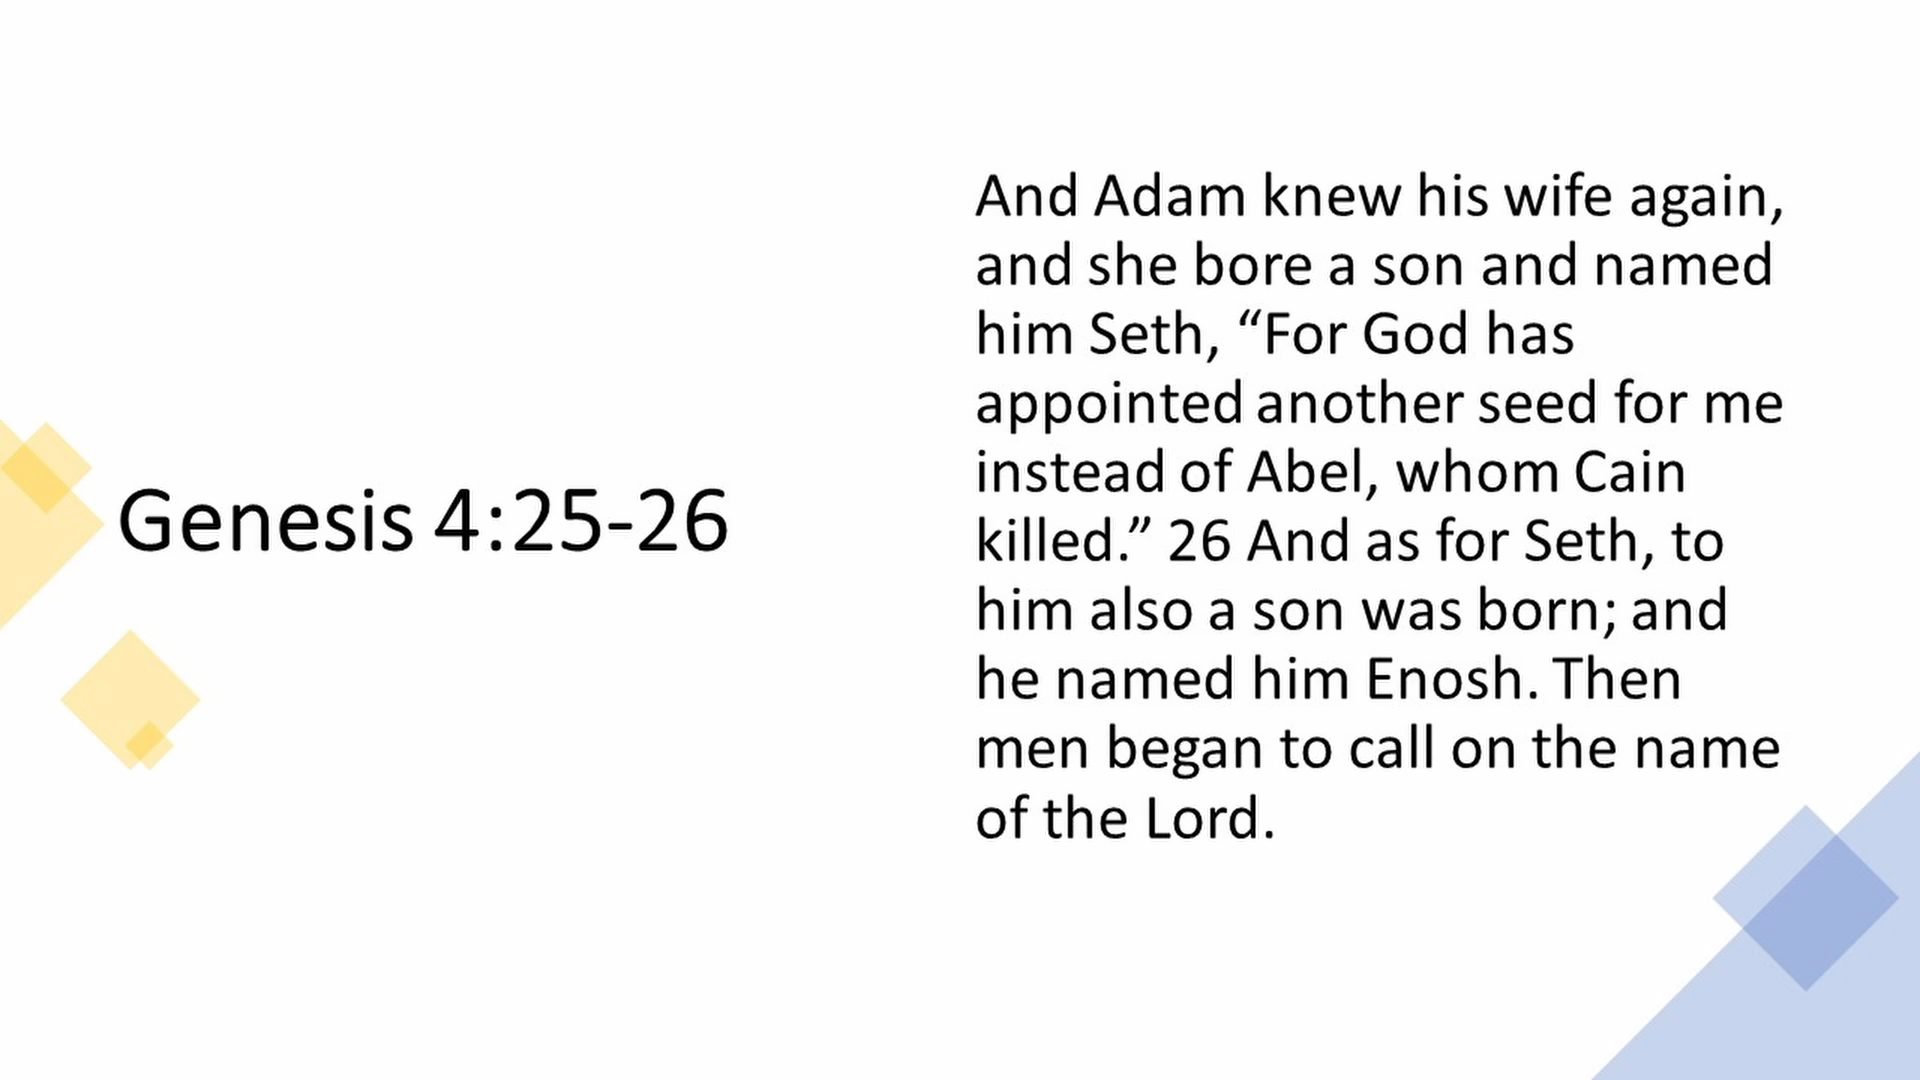 Genesis 4:25-26
And Adam knew his wife again,
and she bore a son and named
him Seth, “For God has
appointed another seed for me
instead of Abel, whom Cain
killed.” 26 And as for Seth, to
him also a son was born; and
he named him Enosh. Then
men began to call on the name
of the Lord.